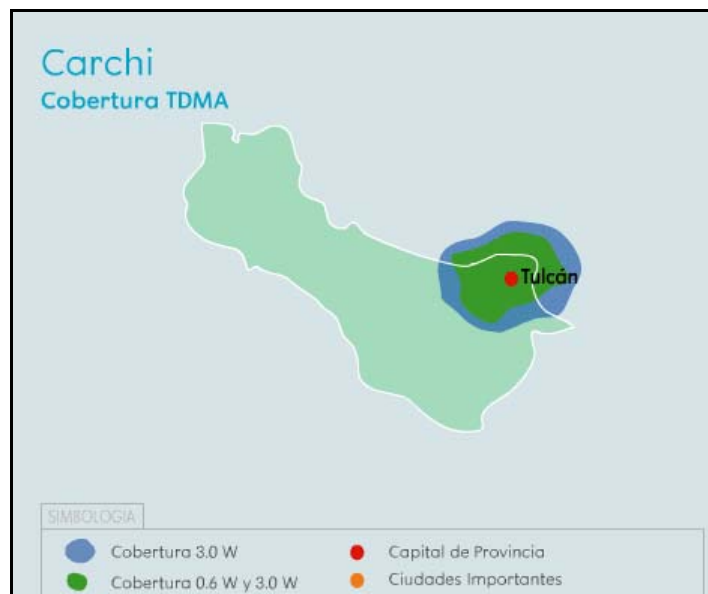 Carchi
Cobertura TDMA
Tulcán
SIMBOLOGIA
Cobertura 3.0 W
Capital de Provincia
Cobertura 0.6 W y 3.0 W
Ciudades Importantes